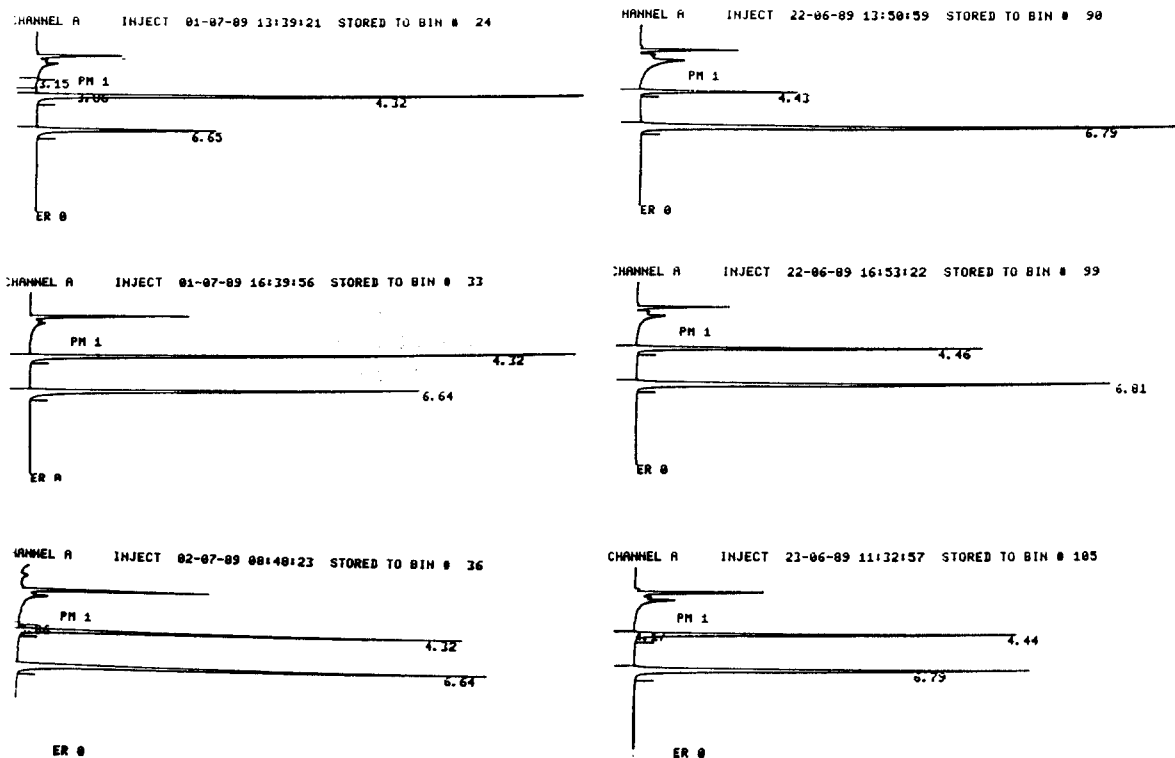 CHANNEL A INJECT 01-07-89 13:39:21 STORED TO BIN # 24
PM 1
3.15
3.86
4.32
6.65
ER 0
CHANNEL A INJECT 22-06-89 13:50:59 STORED TO BIN # 90
PM 1
4.43
6.79
ER 0
CHANNEL A INJECT 01-07-89 16:39:56 STORED TO BIN # 33
PM 1
4.32
6.64
ER A
CHANNEL A INJECT 22-06-89 16:53:22 STORED TO BIN # 99
PM 1
4.46
6.81
ER 0
HANNEL A INJECT 02-07-89 08:48:23 STORED TO BIN # 36
PM 1
4.32
6.64
ER 0
CHANNEL A INJECT 23-06-89 11:32:57 STORED TO BIN # 105
PM 1
4.44
6.79
ER 0